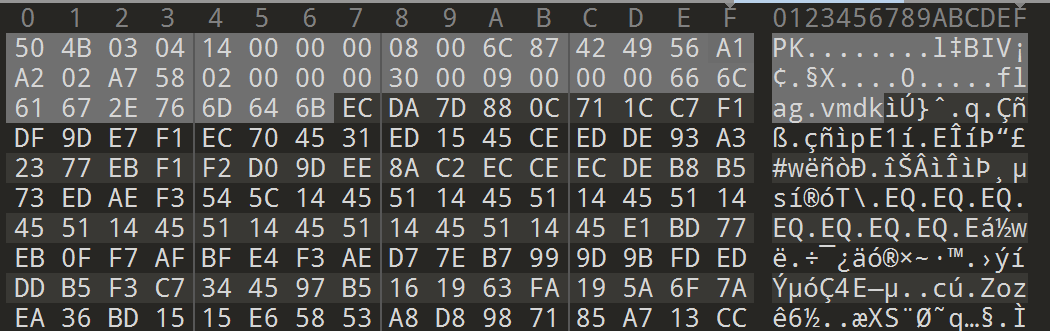 0 1 2 3 4 5 6 7 8 9 A B C D E F 0123456789ABCDEF
50 4B 03 04 14 00 00 00 08 00 6C 87 42 49 56 A1 PK........l‡BIV¡
A2 02 A7 58 02 00 00 00 30 00 09 00 00 00 66 6C ¢.§X....0.....fl
61 67 2E 76 6D 64 6B EC DA 7D 88 0C 71 1C C7 F1 ag.vmdkìÚ}ˆ.q.Çñ
DF 9D E7 F1 EC 70 45 31 ED 15 45 CE ED DE 93 A3 ß.çñìpE1í.EÎíÞ“£
23 77 EB F1 F2 D0 9D EE 8A C2 EC CE EC DE B8 B5 #wëñòÐ.îŠÂìÎìÞ¸µ
73 ED AE F3 54 5C 14 45 51 14 45 51 14 45 51 14 sí®óT\.EQ.EQ.EQ.
45 51 14 45 51 14 45 51 14 45 51 14 45 E1 BD 77 EQ.EQ.EQ.EQ.Eá½w
EB 0F F7 AF BF E4 F3 AE D7 7E B7 99 9D 9B FD ED ë.÷¯¿äó®×~·™.›ýí
DD B5 F3 C7 34 45 97 B5 16 19 63 FA 19 5A 6F 7A ÝµóÇ4E—µ..cú.Zoz
EA 36 BD 15 15 E6 58 53 A8 D8 98 71 85 A7 13 CC ê6½..æXS¨Ø˜q…§.Ì